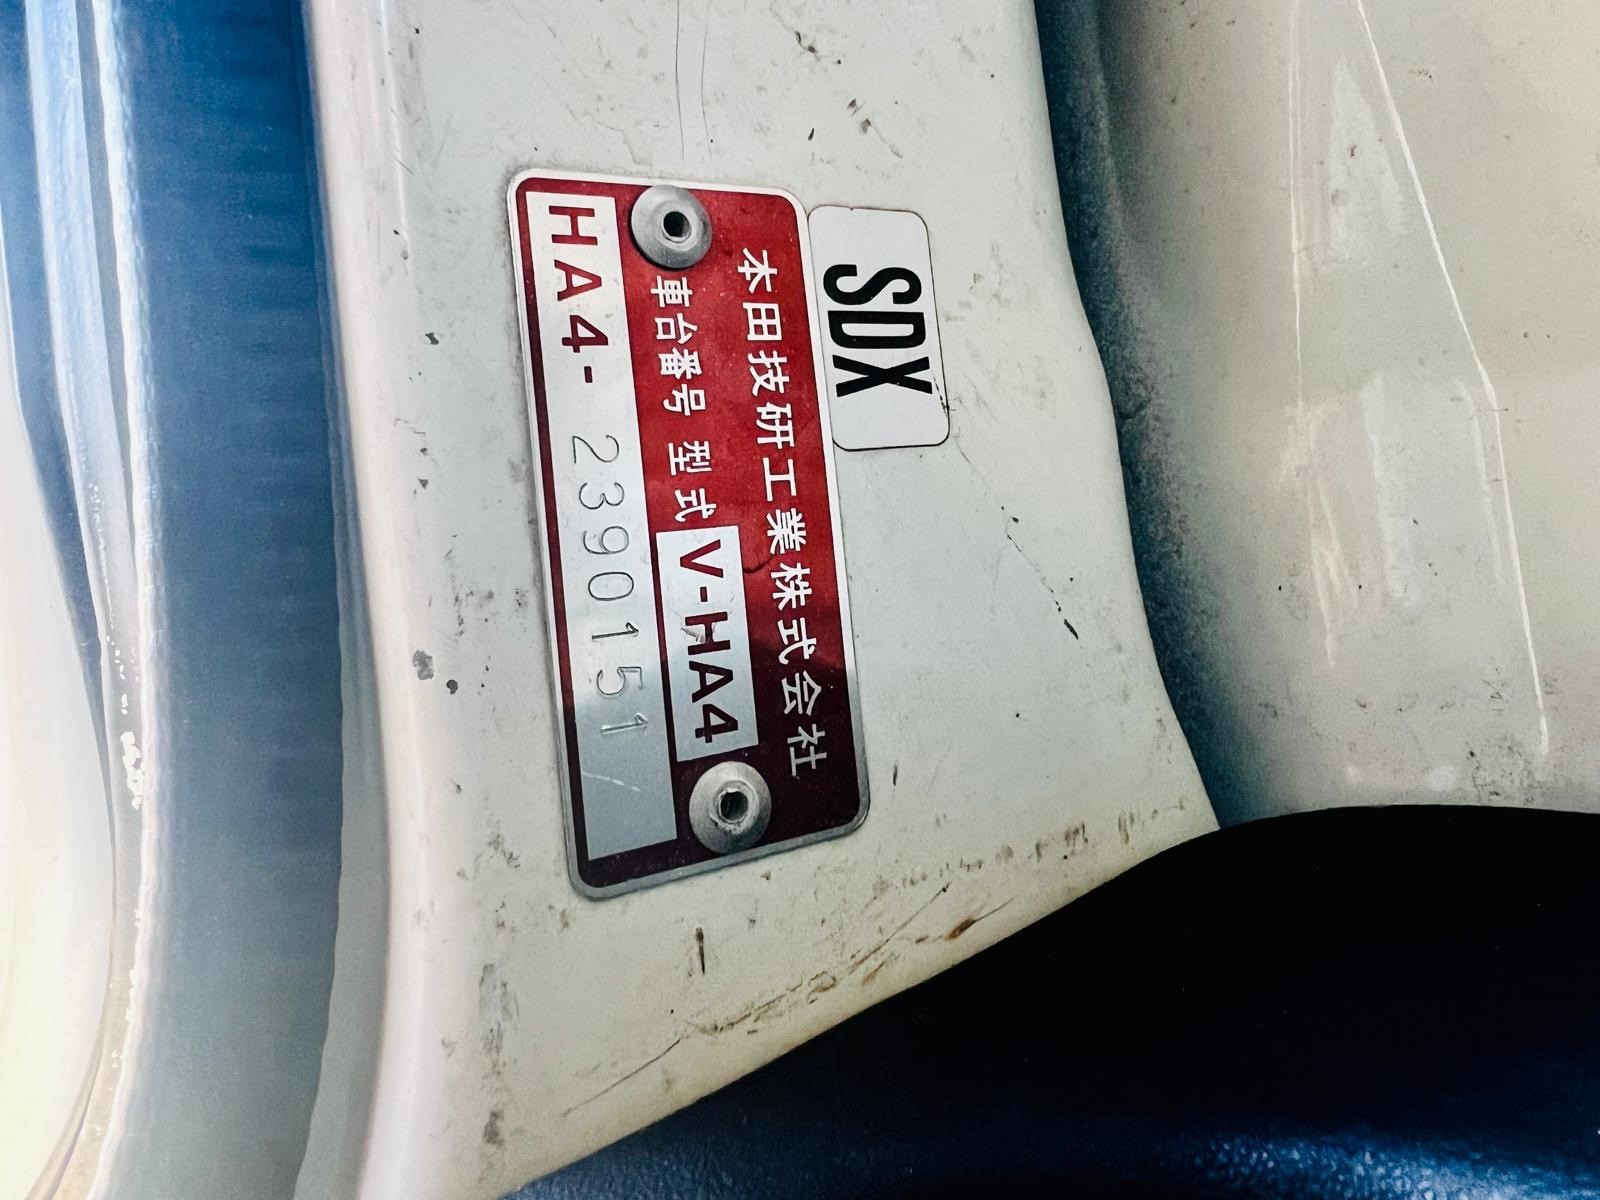 SDX
本田技研工業株式会社
車台番号 型式 V-HA4
HA4- 2390151